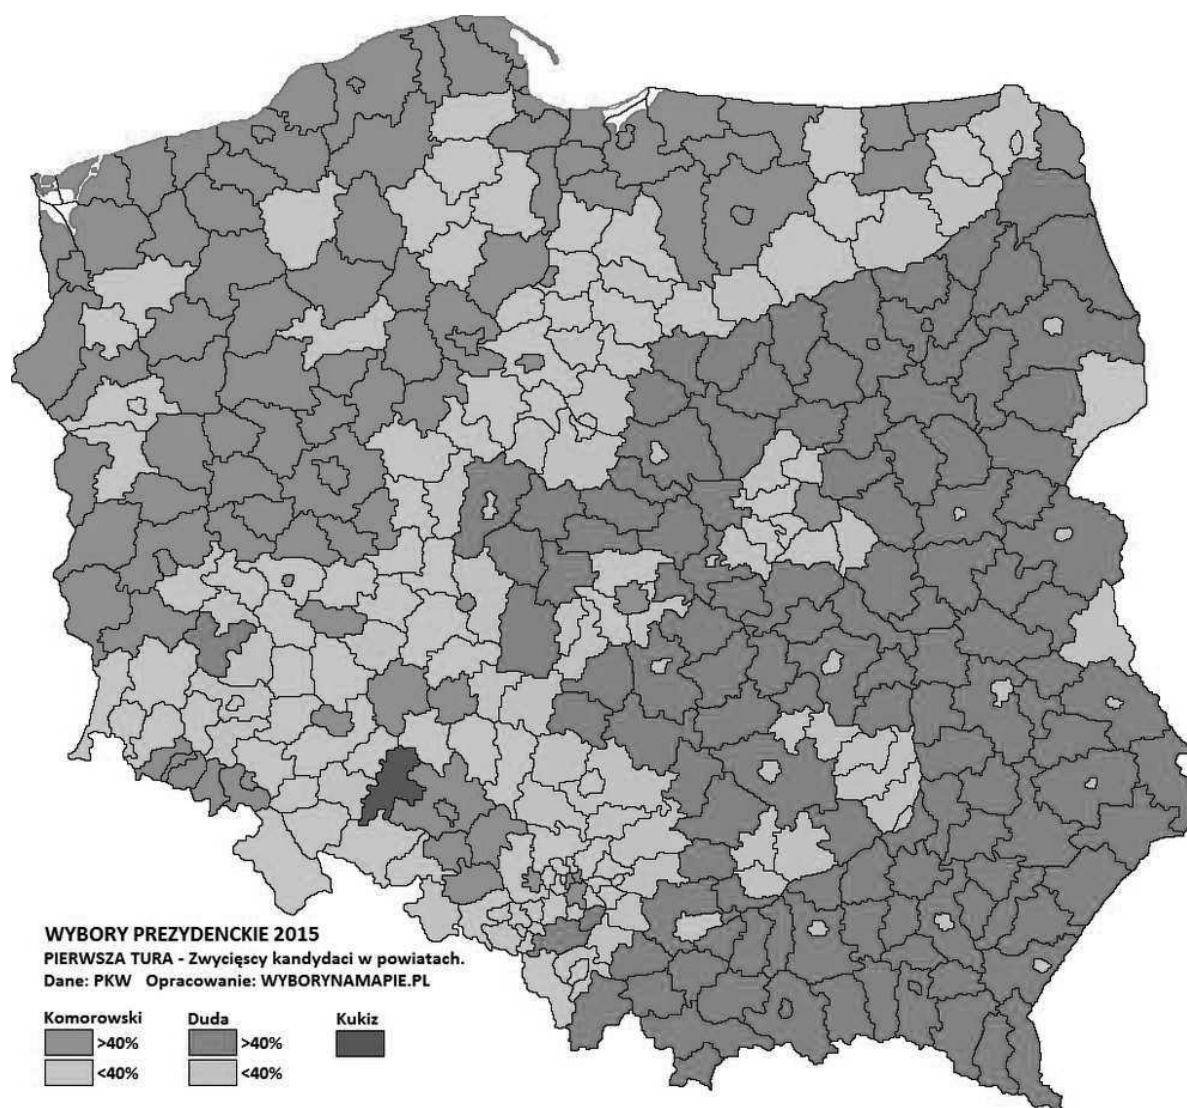 WYBORY PREZYDENCKIE 2015
PIERWSZA TURA - Zwycięscy kandydaci w powiatach.
Dane: PKW Opracowanie: WYBORYNAMAPIE.PL
Komorowski Duda Kukiz
>40% >40%
<40% <40%